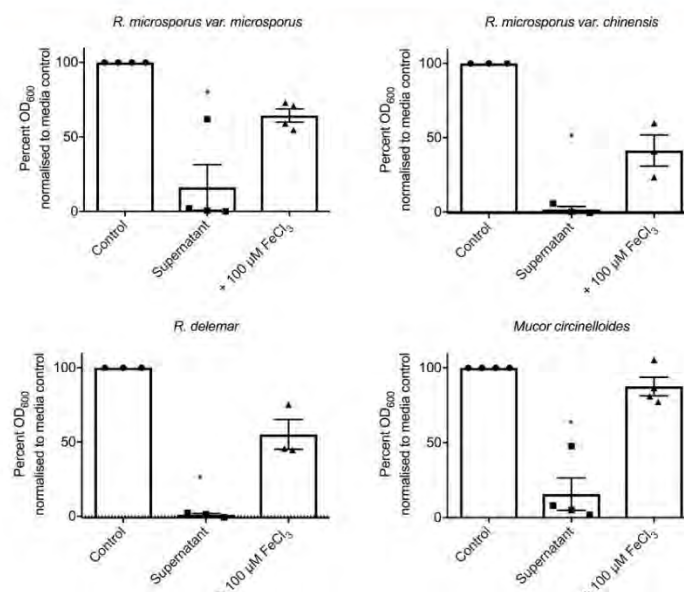 R. microsporus var. microsporus
Percent OD600
normalised to media control
100
50
0
*
Control
Supernatant
+ 100 µM FeCl3
R. microsporus var. chinensis
Percent OD600
normalised to media control
100
50
0
*
Control
Supernatant
+ 100 µM FeCl3
R. delemar
Percent OD600
normalised to media control
100
50
0
*
Control
Supernatant
100 µM FeCl3
Mucor circinelloides
Percent OD600
normalised to media control
100
50
0
*
Control
Supernatant
100 µM FeCl3